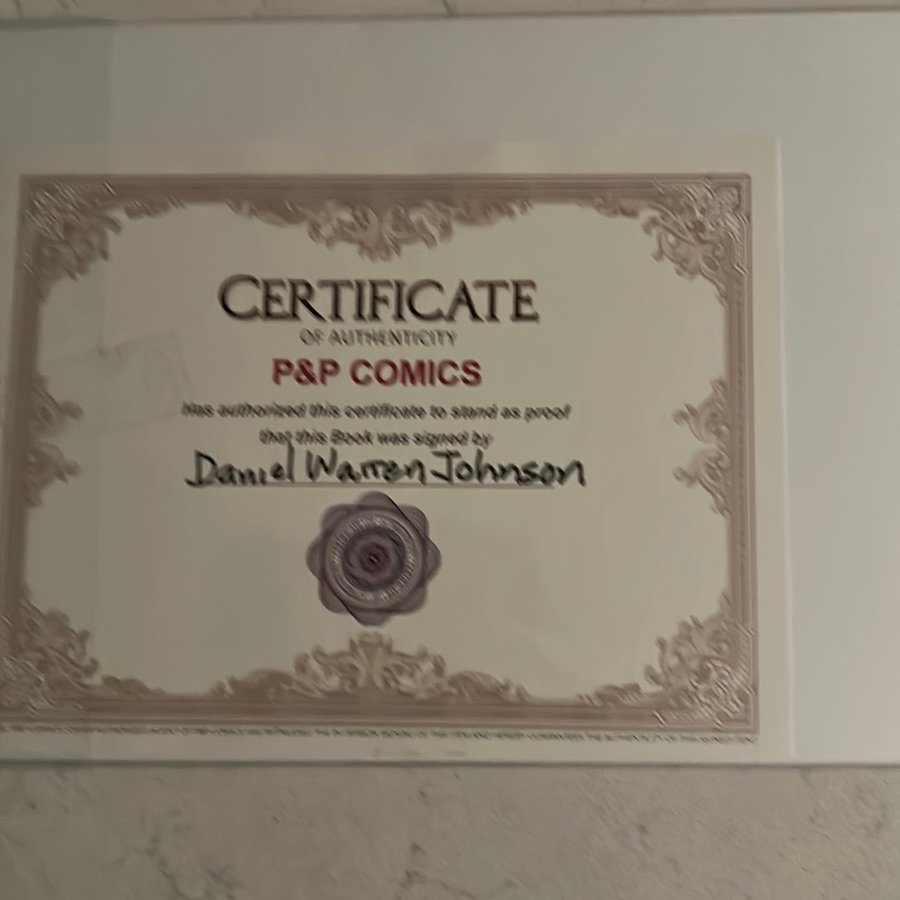 CERTIFICATE
OF AUTHENTICITY
P&P COMICS
Has authorized this certificate to stand as proof
that this Book was signed by
Daniel Warren Johnson